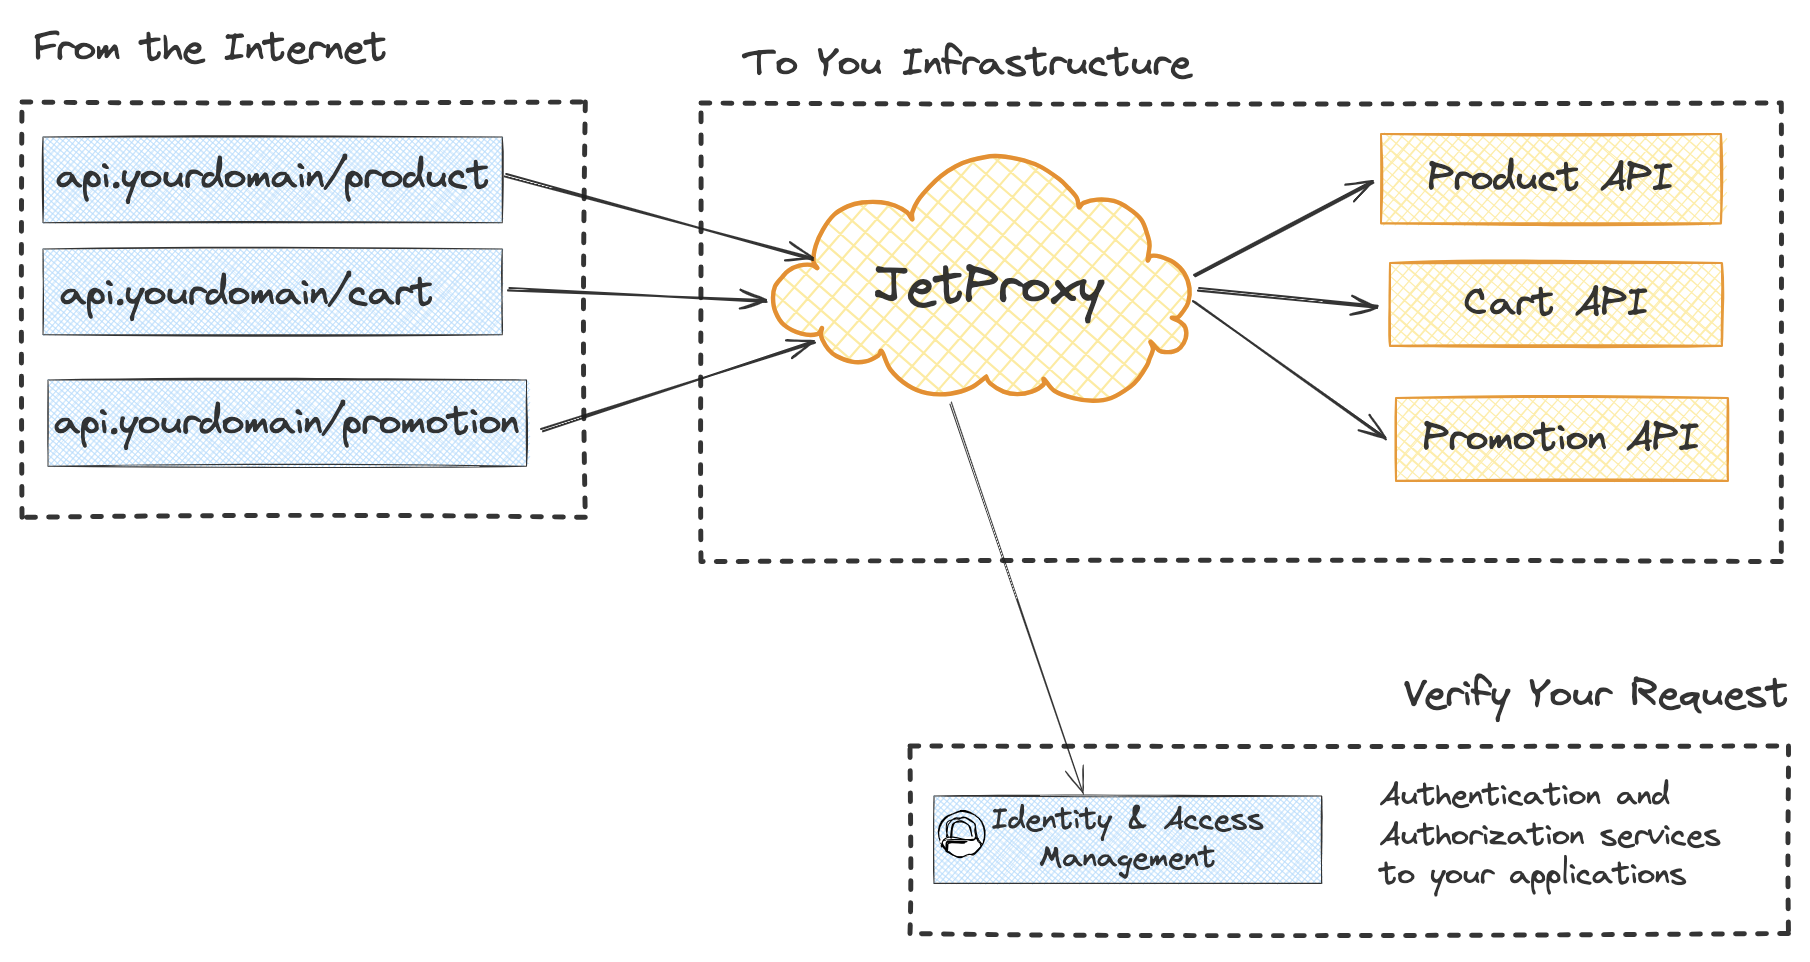 From the Internet
api.yourdomain/product
api.yourdomain/cart
api.yourdomain/promotion
To You Infrastructure
JetProxy
Product API
Cart API
Promotion API
Verify Your Request
Identity & Access
Management
Authentication and
Authorization services
to your applications